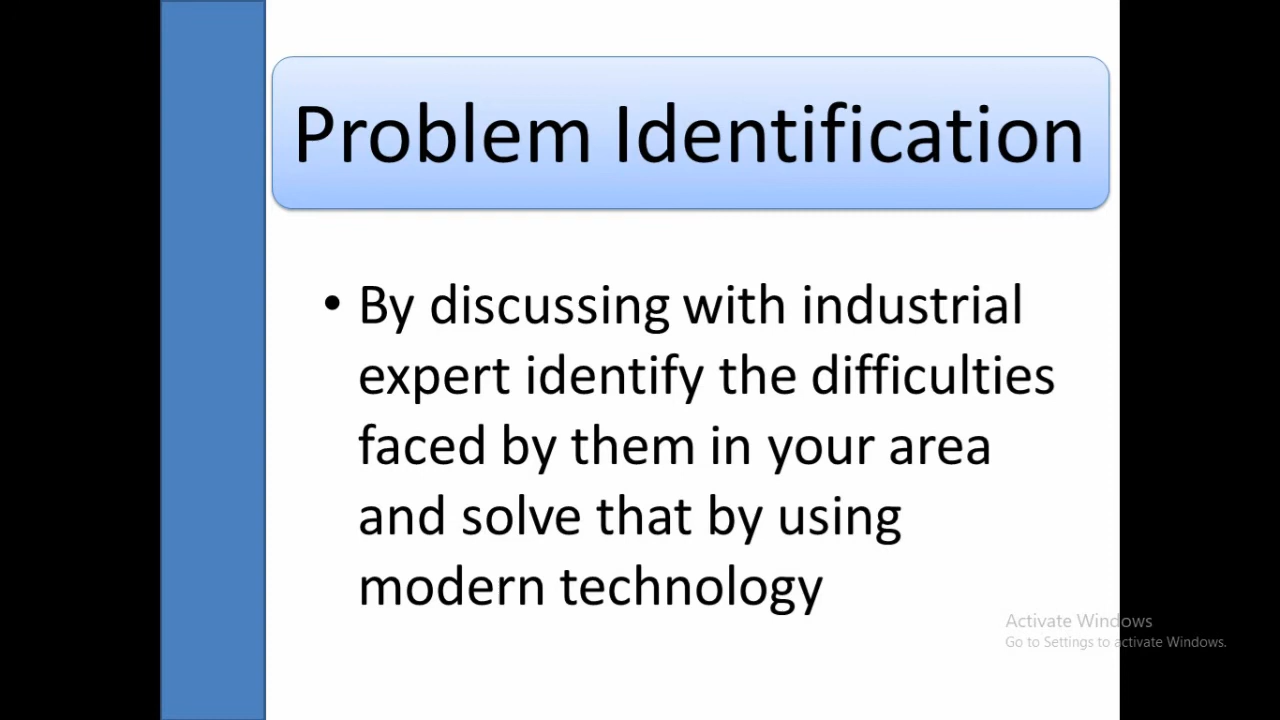 Problem Identification
• By discussing with industrial
expert identify the difficulties
faced by them in your area
and solve that by using
modern technology
Activate Windows
Go to Settings to activate Windows.